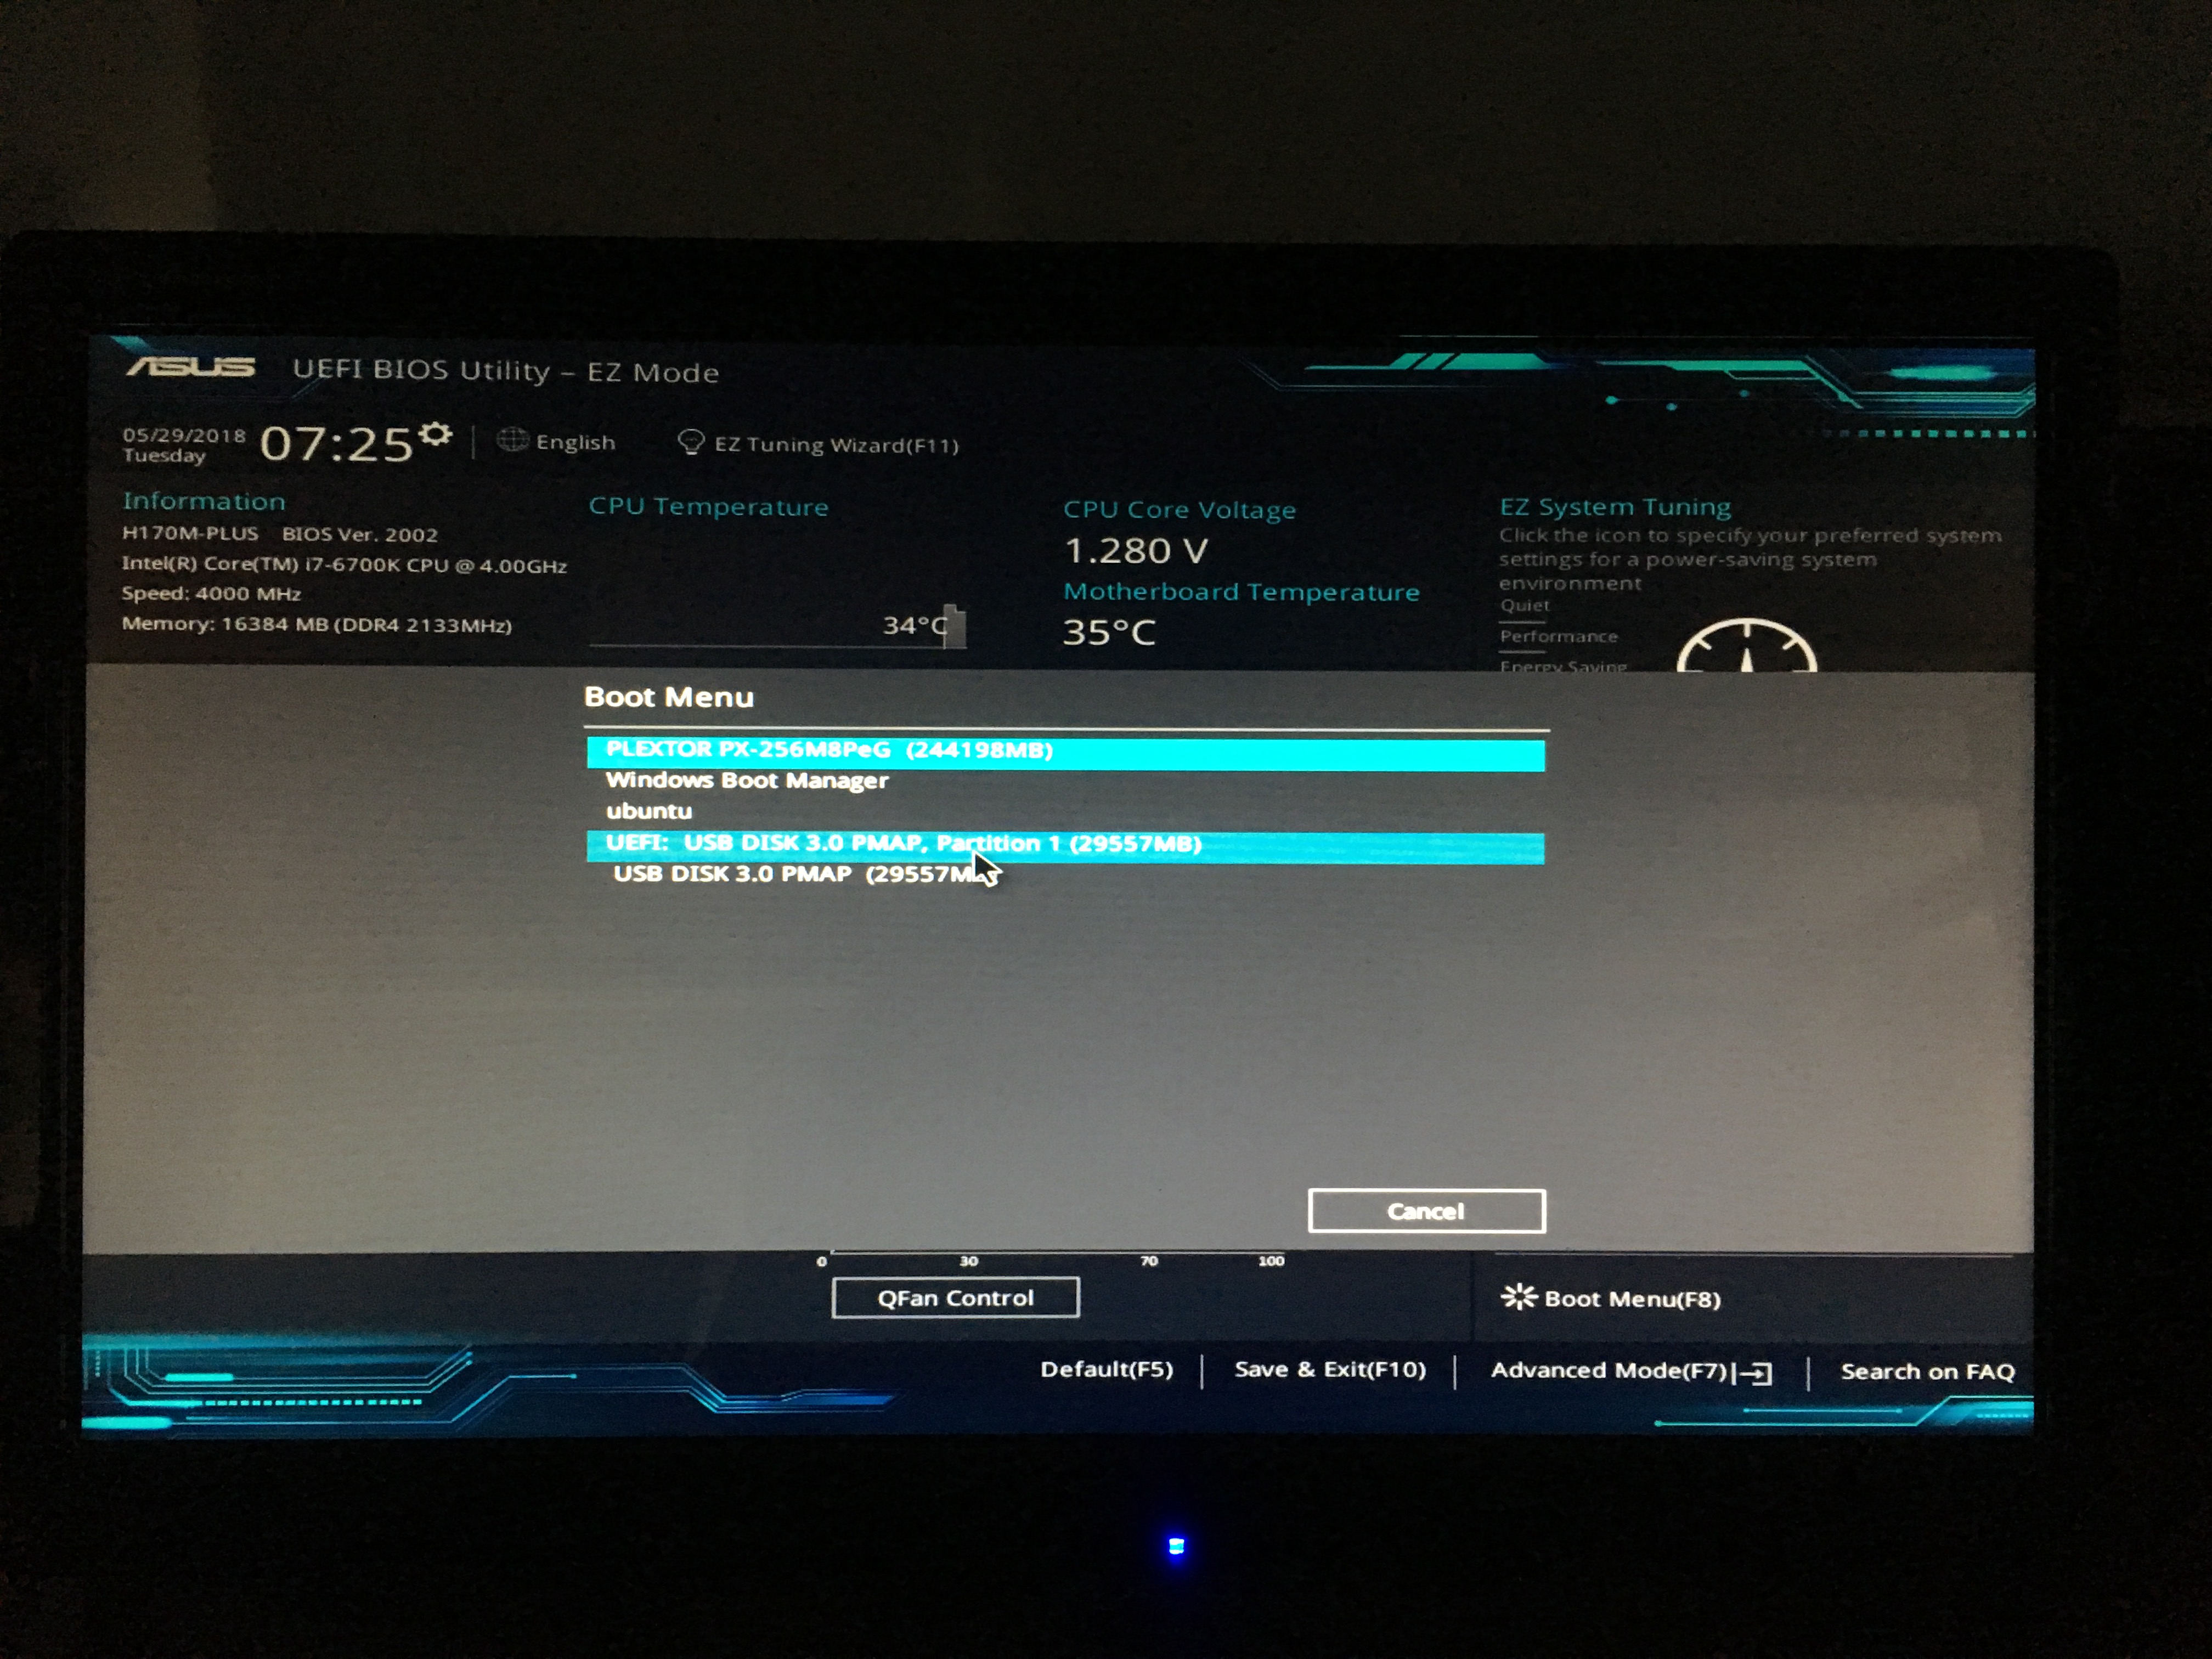 ASUS UEFI BIOS Utility – EZ Mode
05/29/2018
Tuesday
07:25
English
EZ Tuning Wizard(F11)
Information
H170M-PLUS BIOS Ver. 2002
Intel(R) Core(TM) i7-6700K CPU @ 4.00GHz
Speed: 4000 MHz
Memory: 16384 MB (DDR4 2133MHz)
CPU Temperature
34°C
CPU Core Voltage
1.280 V
Motherboard Temperature
35°C
EZ System Tuning
Click the icon to specify your preferred system
settings for a power-saving system
environment
Quiet
Performance
Energy Saving
Boot Menu
PLEXTOR PX-256M8PeG (244198MB)
Windows Boot Manager
ubuntu
UEFI: USB DISK 3.0 PMAP, Partition 1 (29557MB)
USB DISK 3.0 PMAP
Cancel
0 30 70 100
QFan Control
Boot Menu(F8)
Default(F5)
Save & Exit(F10)
Advanced Mode(F7)
Search on FAQ